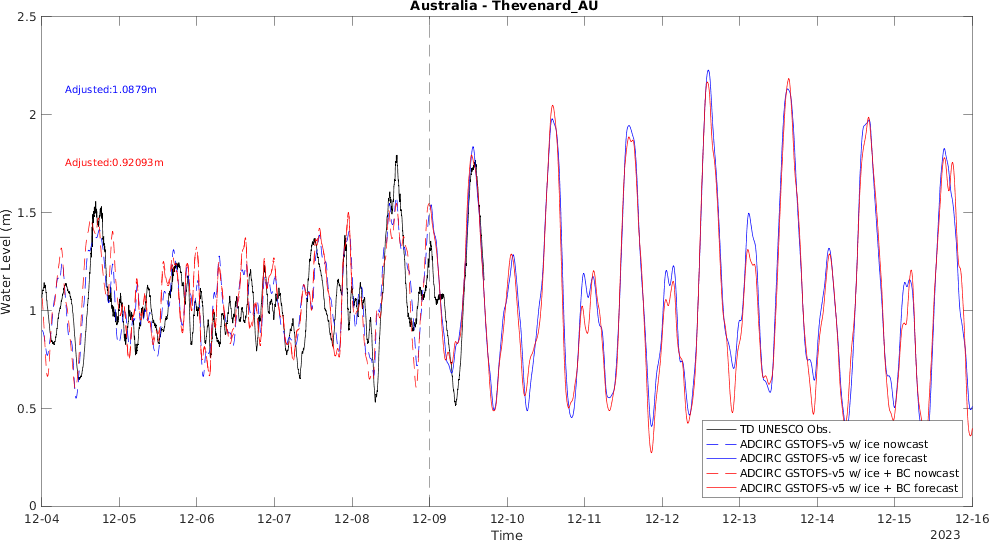 Australia - Thevenard_AU
2.5
2
1.5
1
0.5
0
Water Level (m)
Adjusted:1.0879m
Adjusted:0.92093m
TD UNESCO Obs.
ADCIRC GSTOFS-v5 w/ ice nowcast
ADCIRC GSTOFS-v5 w/ ice forecast
ADCIRC GSTOFS-v5 w/ ice + BC nowcast
ADCIRC GSTOFS-v5 w/ ice + BC forecast
12-04 12-05 12-06 12-07 12-08 12-09 12-10 12-11 12-12 12-13 12-14 12-15 12-16
Time
2023